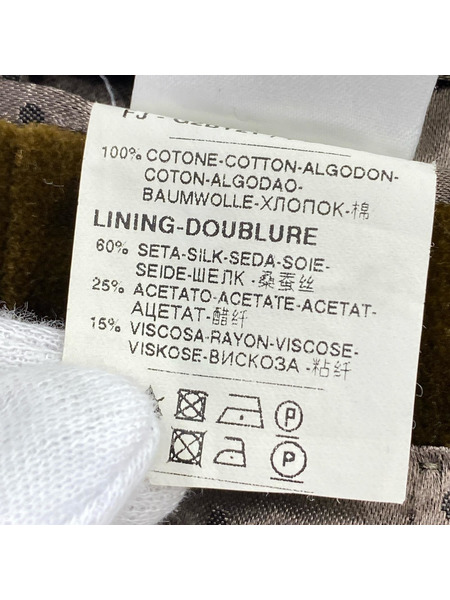 100% COTONE-COTTON-ALGODON-
COTON-ALGODAO-
BAUMWOLLE-ХЛОПОК-棉
LINING-DOUBLURE
60% SETA-SILK-SEDA-SOIE-
SEIDE-ШЕЛК-桑蚕丝
25% ACETATO-ACETATE-ACETAT-
АЦЕТАТ-醋纤
15% VISCOSA-RAYON-VISCOSE-
VISKOSE-ВИСКОЗА-粘纤
P
P